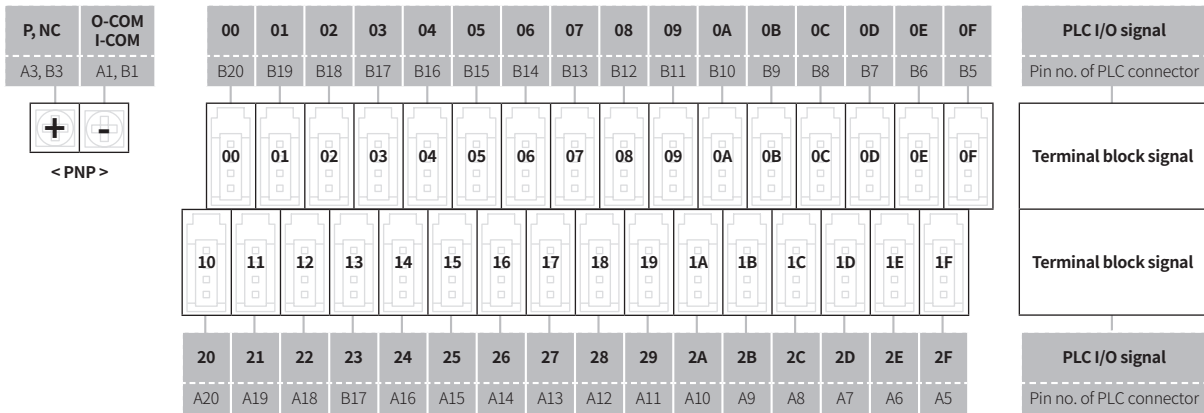 P, NC O-COM I-COM 00 01 02 03 04 05 06 07 08 09 0A 0B 0C 0D 0E 0F PLC I/O signal
A3, B3 A1, B1 B20 B19 B18 B17 B16 B15 B14 B13 B12 B11 B10 B9 B8 B7 B6 B5 Pin no. of PLC connector
+ - 00 01 02 03 04 05 06 07 08 09 0A 0B 0C 0D 0E 0F Terminal block signal
< PNP >
10 11 12 13 14 15 16 17 18 19 1A 1B 1C 1D 1E 1F Terminal block signal
20 21 22 23 24 25 26 27 28 29 2A 2B 2C 2D 2E 2F PLC I/O signal
A20 A19 A18 B17 A16 A15 A14 A13 A12 A11 A10 A9 A8 A7 A6 A5 Pin no. of PLC connector